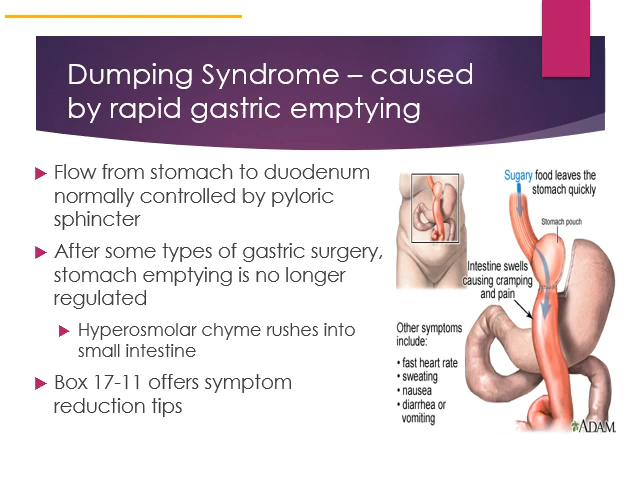 Dumping Syndrome – caused
by rapid gastric emptying
Flow from stomach to duodenum
normally controlled by pyloric
sphincter
After some types of gastric surgery,
stomach emptying is no longer
regulated
Hyperosmolar chyme rushes into
small intestine
Box 17-11 offers symptom
reduction tips
Sugary food leaves the
stomach quickly
Stomach pouch
Intestine swells
causing cramping
and pain
Other symptoms
include:
• fast heart rate
• sweating
• nausea
• diarrhea or
vomiting
ADAM.